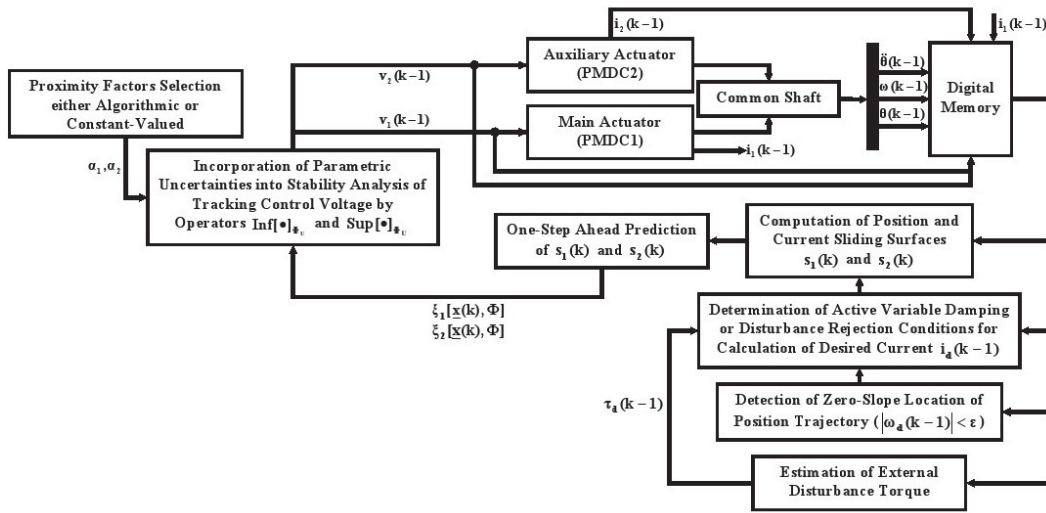 i₂(k−1)
i₁(k−1)
Auxiliary Actuator
(PMDC2)
v₂(k−1)
Proximity Factors Selection
either Algorithmic or
Constant-Valued
Common Shaft
θ̈(k−1)
ω(k−1)
θ(k−1)
Digital
Memory
v₁(k−1)
Main Actuator
(PMDC1)
i₁(k−1)
α₁,α₂
Incorporation of Parametric
Uncertainties into Stability Analysis of
Tracking Control Voltage by
Operators Inf[•]_Φ_U and Sup[•]_Φ_U
One-Step Ahead Prediction
of s₁(k) and s₂(k)
Computation of Position and
Current Sliding Surfaces
s₁(k) and s₂(k)
ξ₁[x(k),Φ]
ξ₂[x(k),Φ]
Determination of Active Variable Damping
or Disturbance Rejection Conditions for
Calculation of Desired Current i_d(k−1)
τ_d(k−1)
Detection of Zero-Slope Location of
Position Trajectory (|ω_d(k−1)| < ε)
Estimation of External
Disturbance Torque